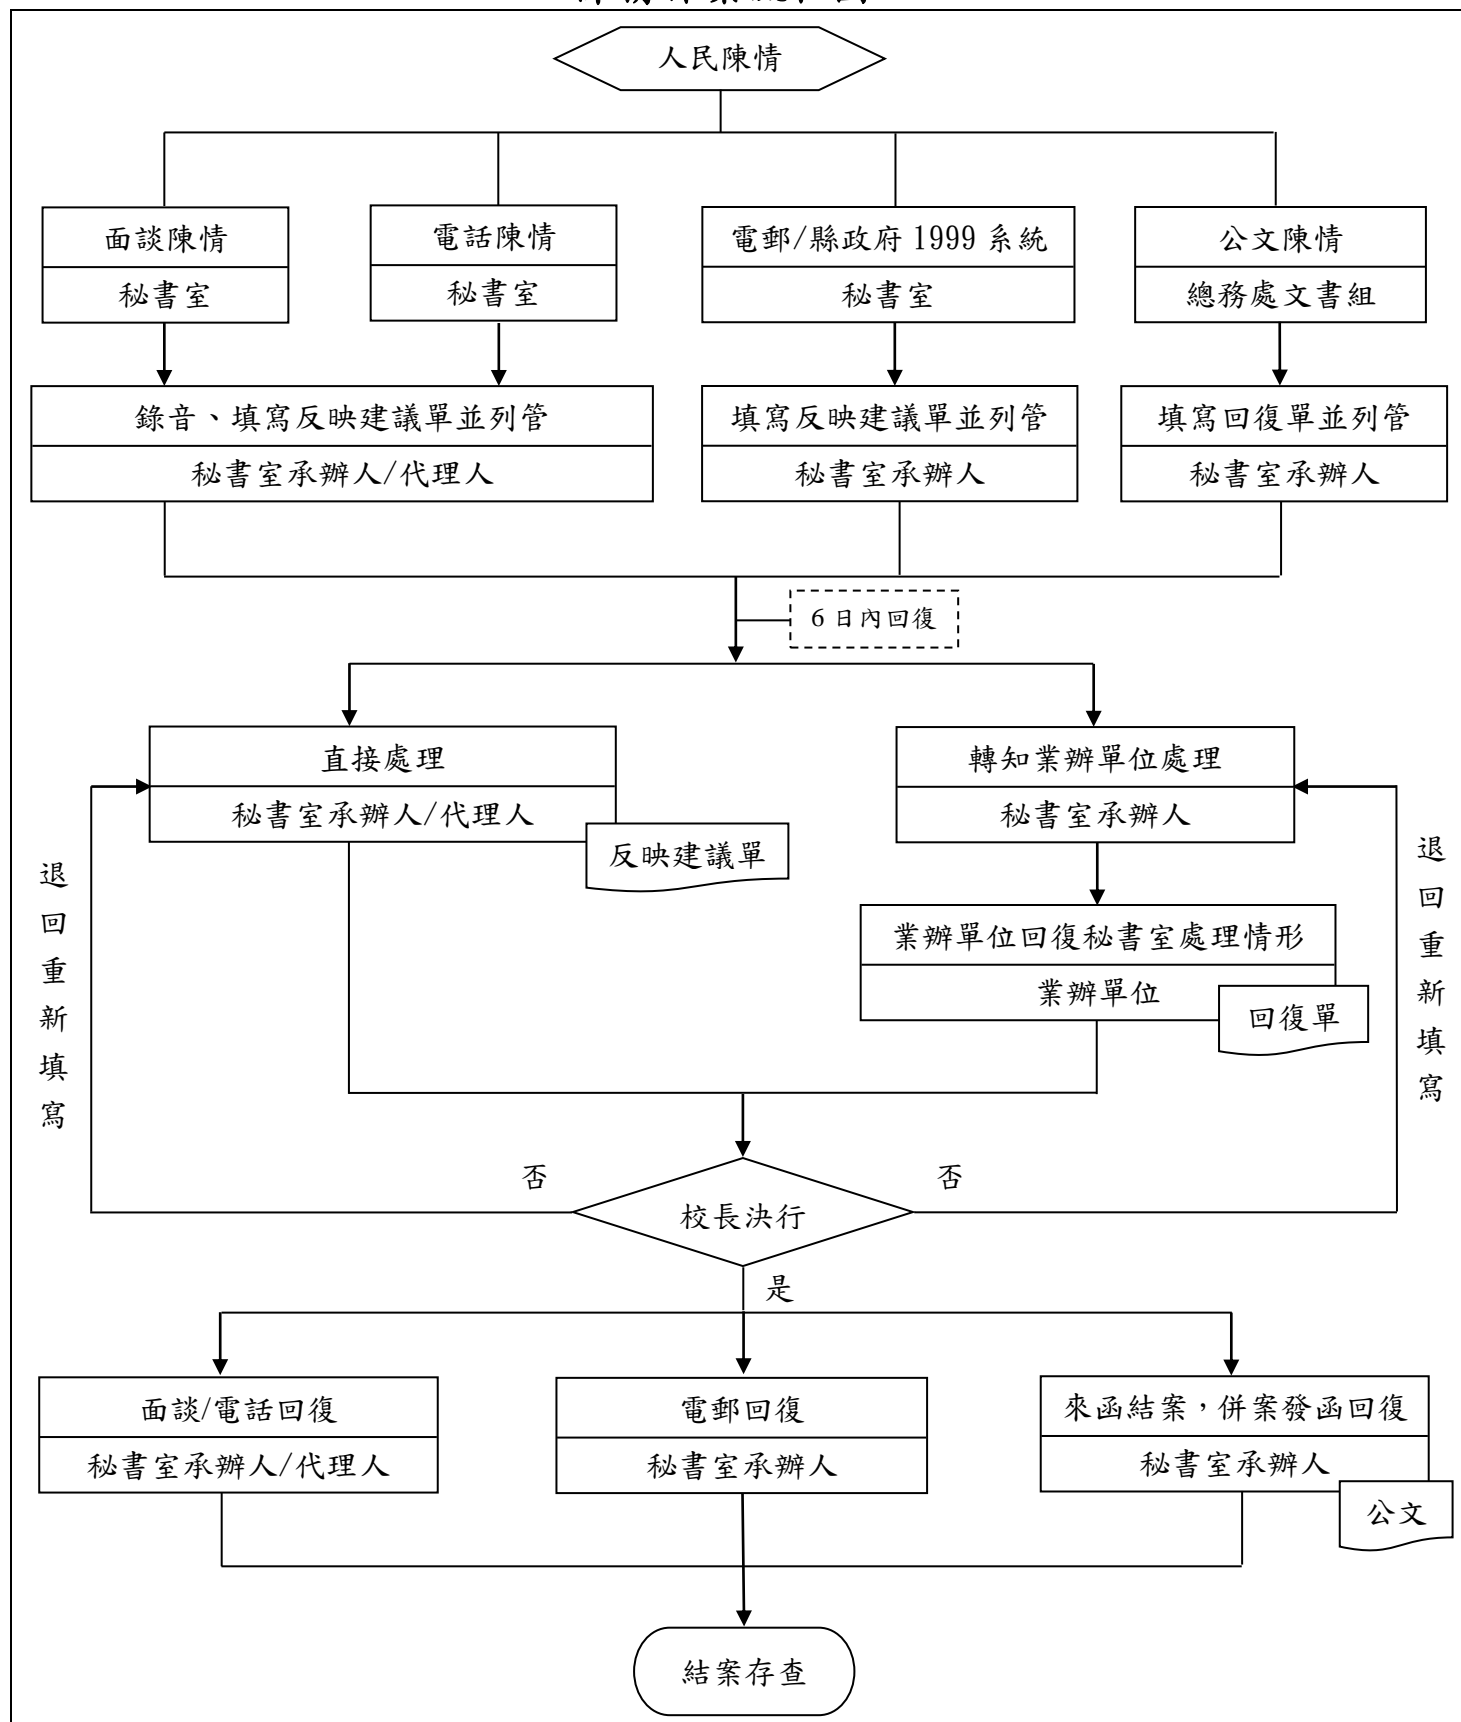 人民陳情
面談陳情
秘書室
電話陳情
秘書室
電郵/縣政府 1999 系統
秘書室
公文陳情
總務處文書組
錄音、填寫反映建議單並列管
秘書室承辦人/代理人
填寫反映建議單並列管
秘書室承辦人
填寫回復單並列管
秘書室承辦人
6 日內回復
直接處理
秘書室承辦人/代理人
反映建議單
轉知業辦單位處理
秘書室承辦人
業辦單位回復秘書室處理情形
業辦單位
回復單
退回重新填寫
退回重新填寫
否
否
校長決行
是
面談/電話回復
秘書室承辦人/代理人
電郵回復
秘書室承辦人
來函結案，併案發函回復
秘書室承辦人
公文
結案存查